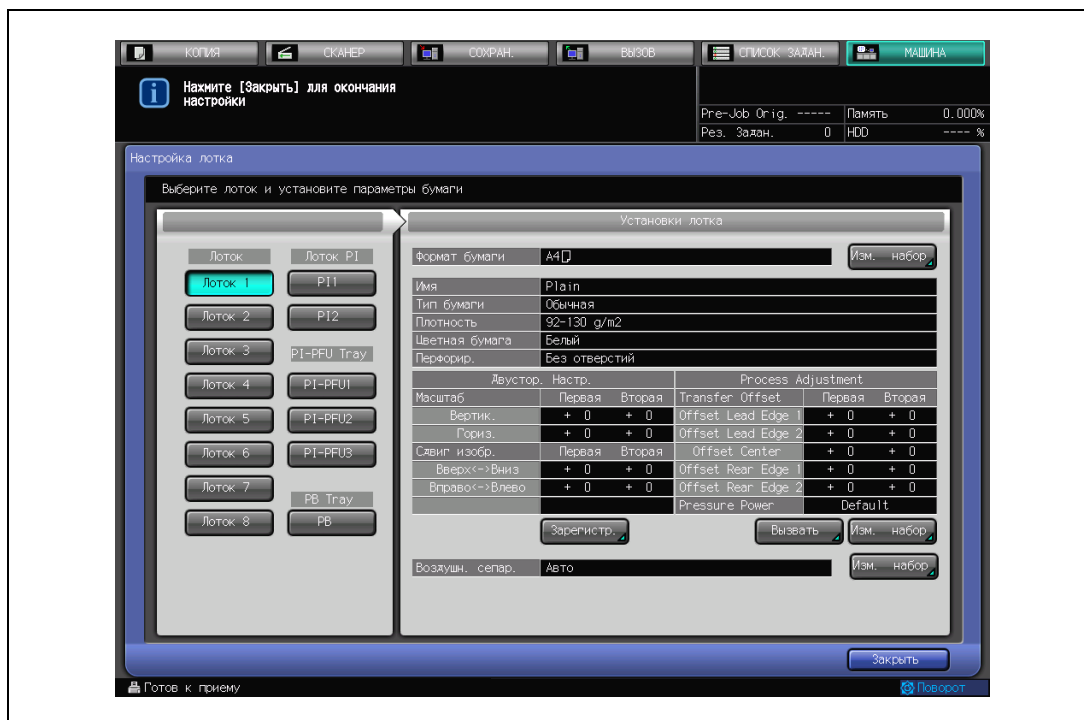 КОПИЯ СКАНЕР СОХРАН. ВЫЗОВ СПИСОК ЗАДАН. МАШИНА
Нажмите [Закрыть] для окончания
настройки
Pre-Job Orig. ----- Память 0.000%
Рез. Задан. 0 HDD ---- %
Настройка лотка
Выберите лоток и установите параметры бумаги
Установки лотка
Лоток Лоток PI
Лоток 1 PI1
Лоток 2 PI2
Лоток 3 PI-PFU Tray
Лоток 4 PI-PFU1
Лоток 5 PI-PFU2
Лоток 6 PI-PFU3
Лоток 7 PB Tray
Лоток 8 PB
Формат бумаги A4 Изм. набор
Имя Plain
Тип бумаги Обычная
Плотность 92-130 g/m2
Цветная бумага Белый
Перфорир. Без отверстий
Двустор. Настр. Process Adjustment
Масштаб Первая Вторая Transfer Offset Первая Вторая
Вертик. + 0 + 0 Offset Lead Edge 1 + 0 + 0
Гориз. + 0 + 0 Offset Lead Edge 2 + 0 + 0
Сдвиг изобр. Первая Вторая Offset Center + 0 + 0
Вверх<->Вниз + 0 + 0 Offset Rear Edge 1 + 0 + 0
Вправо<->Влево + 0 + 0 Offset Rear Edge 2 + 0 + 0
Pressure Power Default
Зарегистр. Вызвать Изм. набор
Воздушн. сепар. Авто Изм. набор
Закрыть
Готов к приему Поворот